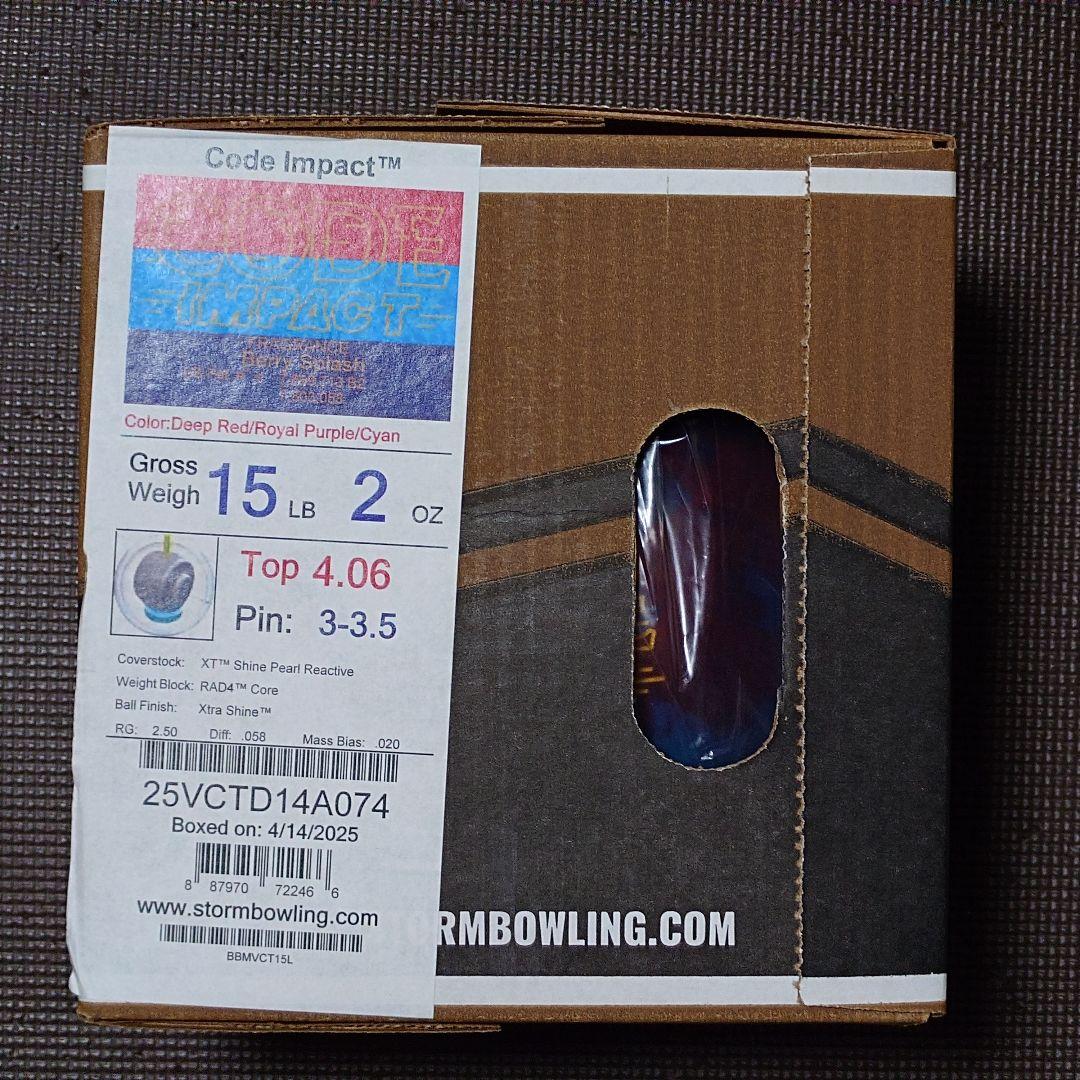 Code Impact™
CODE
IMPACT
FRAGRANCE
Berry Splash
Color:Deep Red/Royal Purple/Cyan
Gross
Weigh 15 LB 2 OZ
Top 4.06
Pin: 3-3.5
Coverstock: XT™ Shine Pearl Reactive
Weight Block: RAD4™ Core
Ball Finish: Xtra Shine™
RG: 2.50 Diff: .058 Mass Bias: .020
25VCTD14A074
Boxed on: 4/14/2025
8 87970 72246 6
www.stormbowling.com
BBMVCT15L
TORMBOWLING.COM